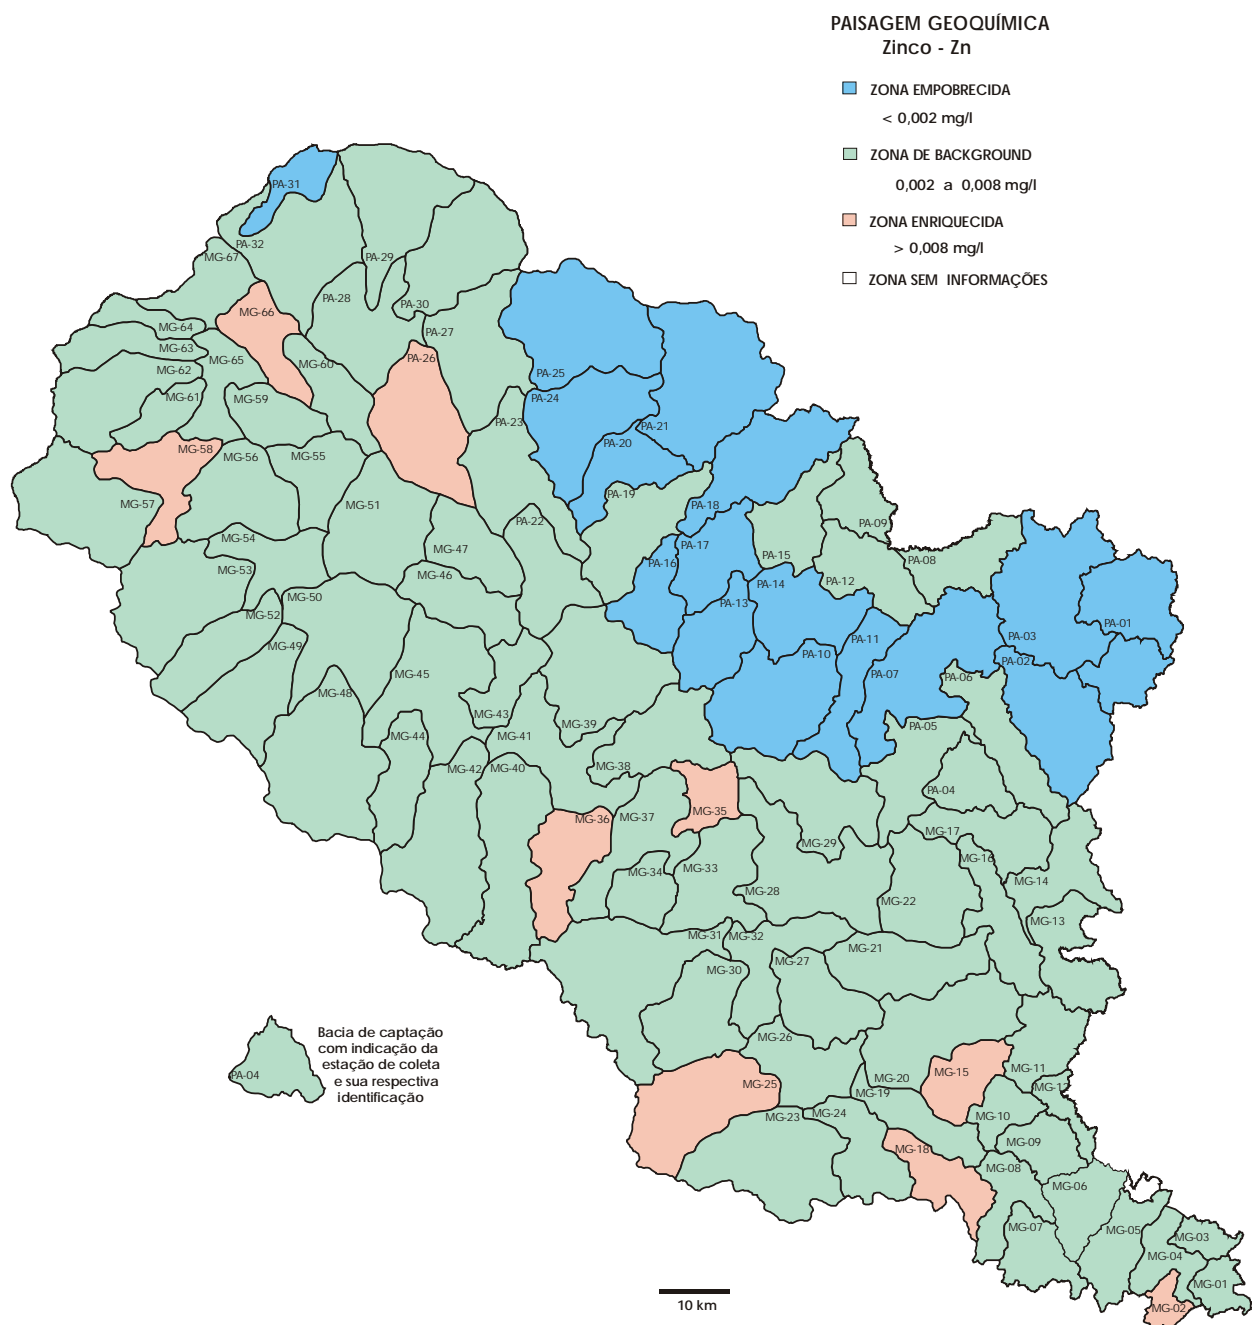 PAISAGEM GEOQUÍMICA
Zinco - Zn
ZONA EMPOBRECIDA
< 0,002 mg/l
ZONA DE BACKGROUND
0,002 a 0,008 mg/l
ZONA ENRIQUECIDA
> 0,008 mg/l
ZONA SEM INFORMAÇÕES
PA-31
PA-32
MG-67
PA-29
PA-28
PA-30
MG-66
MG-64
PA-27
MG-63
MG-65
MG-60
PA-26
MG-62
PA-25
MG-61
MG-59
PA-24
PA-23
PA-21
PA-20
MG-58
MG-56
MG-55
PA-19
MG-57
MG-51
PA-18
PA-22
PA-09
MG-54
MG-47
PA-17
PA-15
PA-16
PA-08
MG-53
MG-46
PA-14
PA-12
MG-50
PA-13
MG-52
PA-01
MG-49
PA-11
PA-03
PA-10
PA-02
MG-45
PA-07
PA-06
MG-48
MG-43
MG-39
PA-05
MG-44
MG-41
MG-42
MG-40
MG-38
PA-04
MG-35
MG-36
MG-37
MG-17
MG-29
MG-16
MG-34
MG-33
MG-14
MG-28
MG-22
MG-13
MG-31
MG-32
MG-21
MG-27
MG-30
MG-26
MG-11
MG-20
MG-15
MG-25
MG-12
MG-19
MG-23
MG-24
MG-10
MG-09
MG-18
MG-08
MG-06
MG-07
MG-05
MG-03
MG-04
MG-01
MG-02
PA-04
Bacia de captação
com indicação da
estação de coleta
e sua respectiva
identificação
10 km